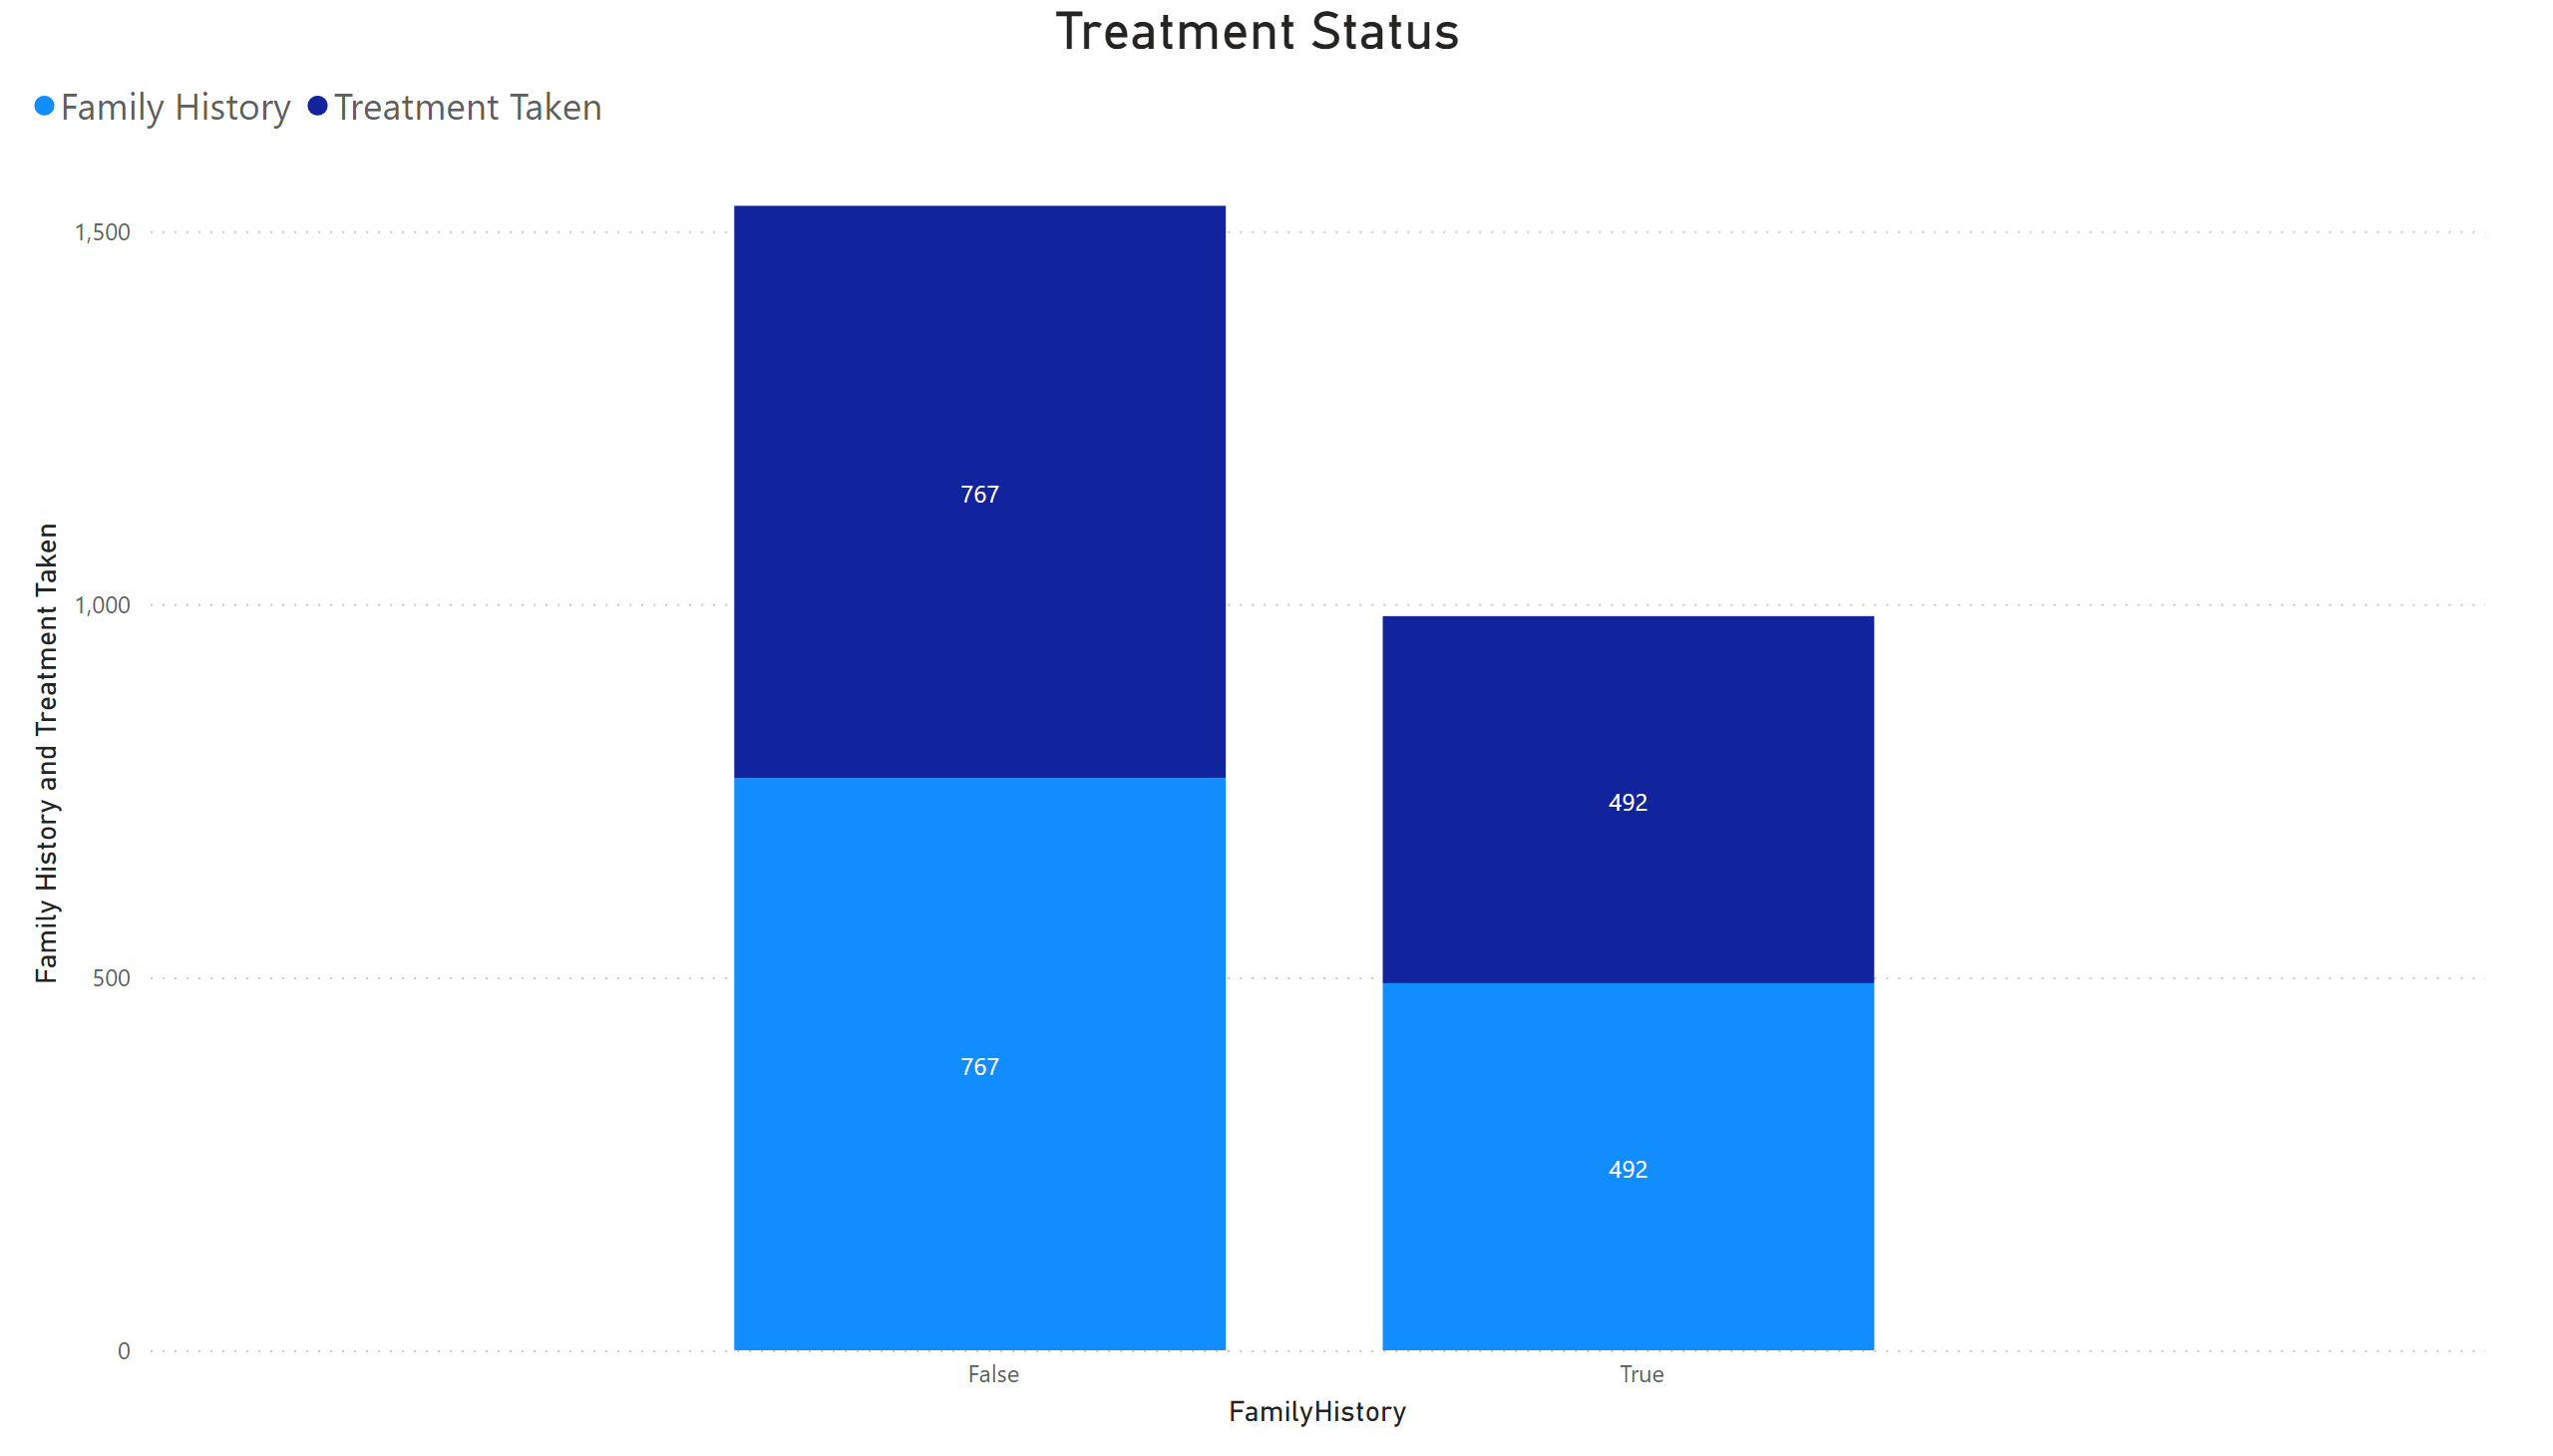 Treatment Status
Family History Treatment Taken
1,500
1,000
500
0
Family History and Treatment Taken
767
767
492
492
False True
FamilyHistory